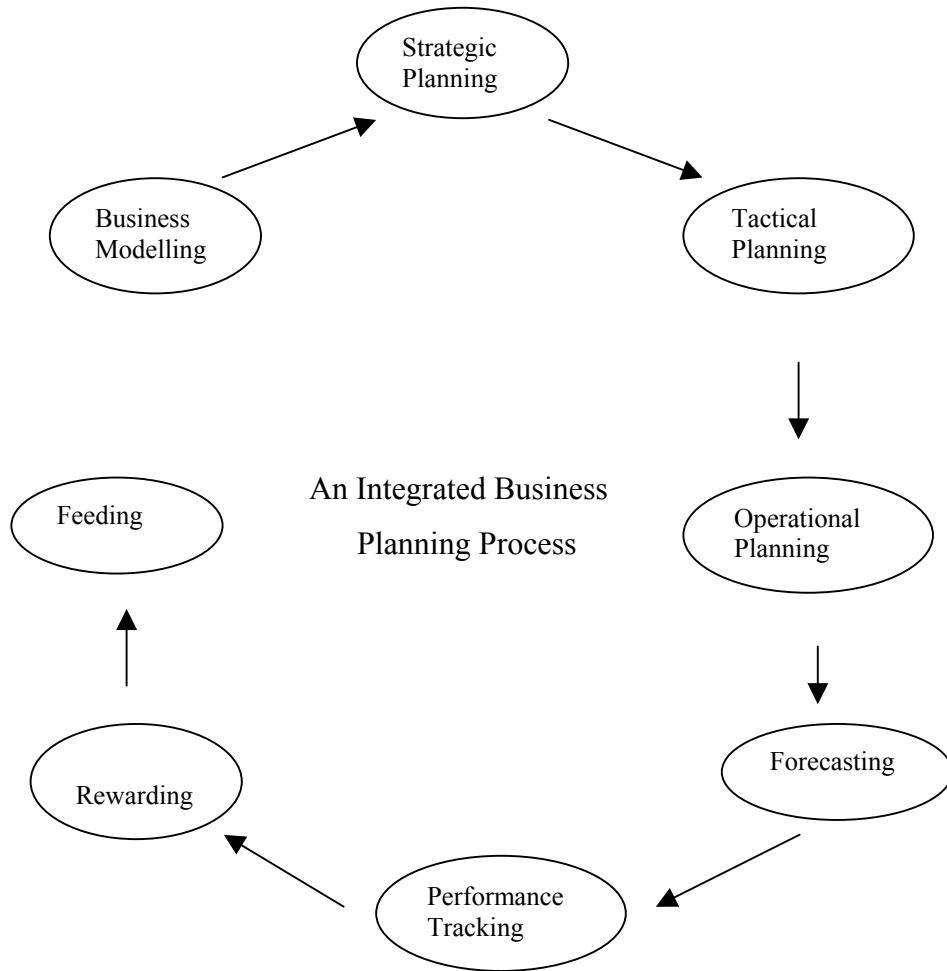 Strategic
Planning
Business
Modelling
Tactical
Planning
An Integrated Business
Planning Process
Feeding
Operational
Planning
Forecasting
Rewarding
Performance
Tracking